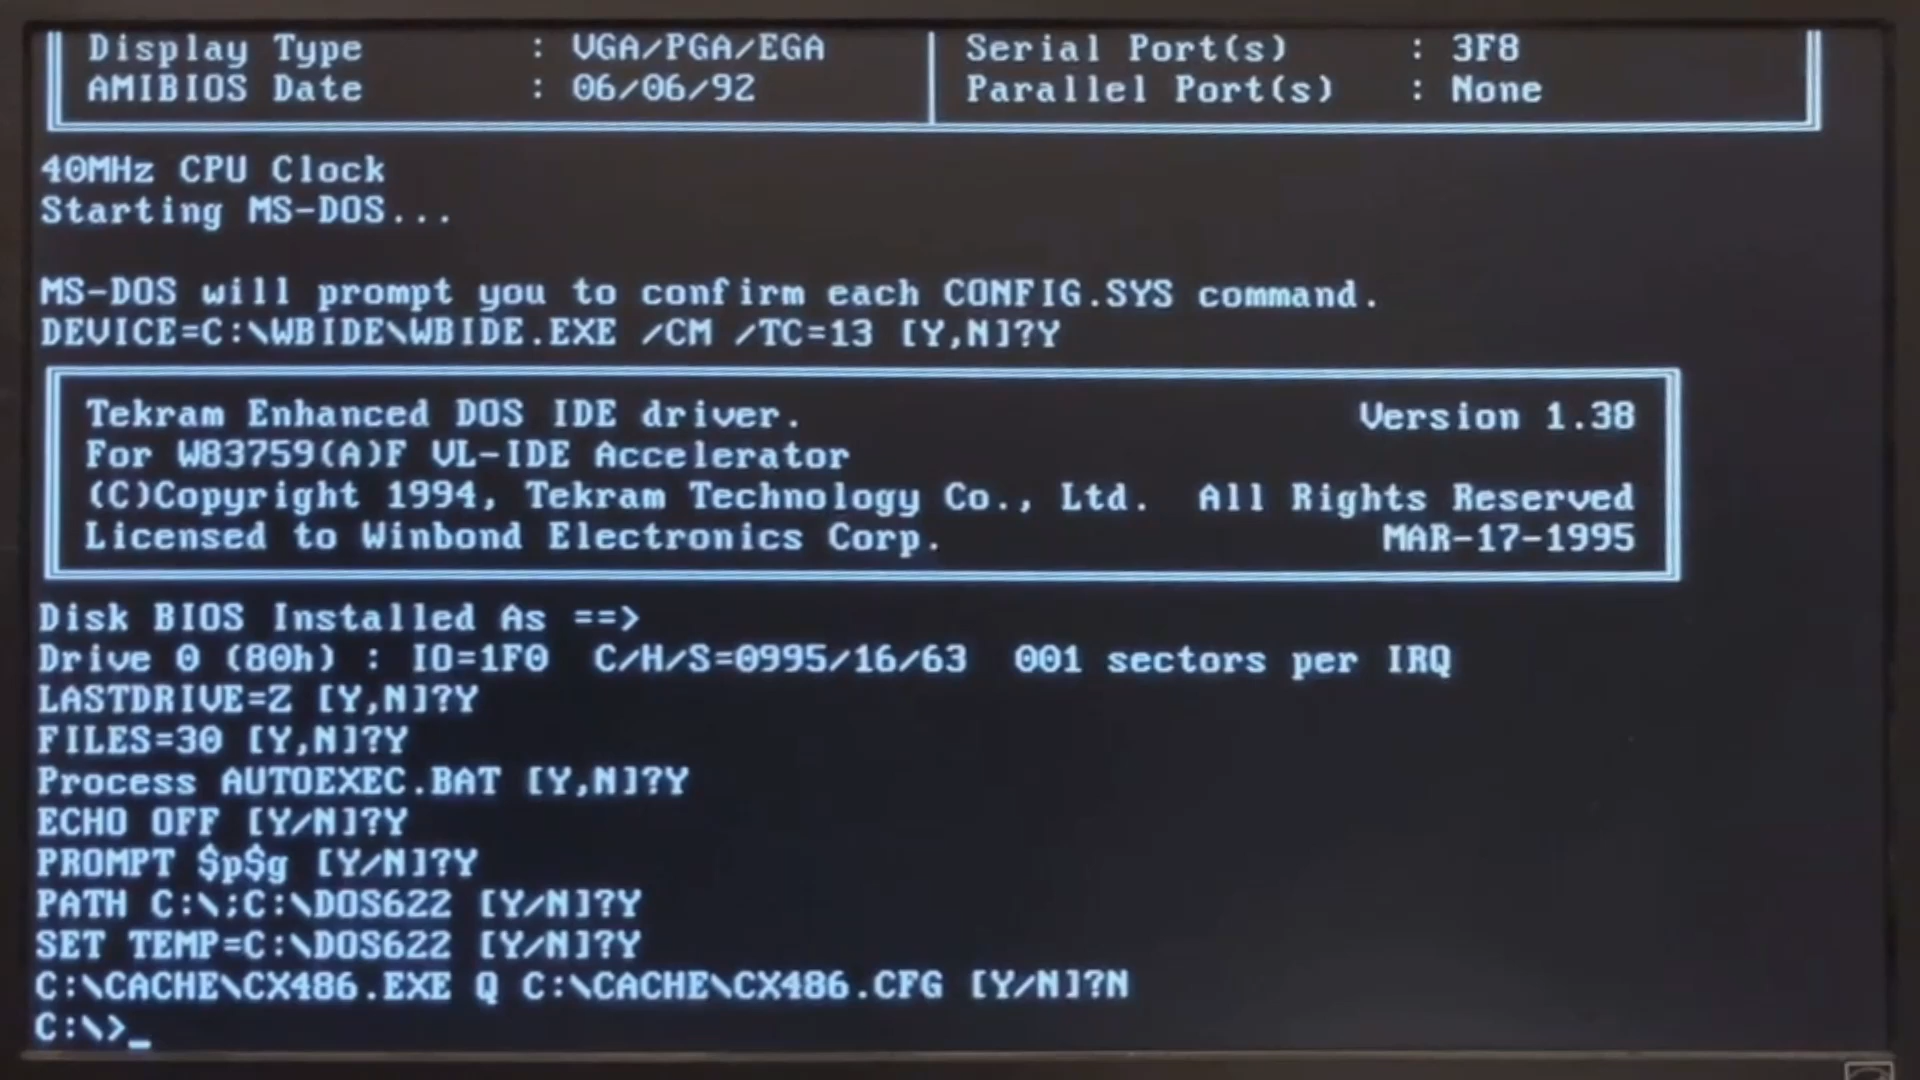 Display Type : VGA/PGA/EGA Serial Port(s) : 3F8
AMIBIOS Date : 06/06/92 Parallel Port(s) : None
40MHz CPU Clock
Starting MS-DOS...
MS-DOS will prompt you to confirm each CONFIG.SYS command.
DEVICE=C:\WBIDE\WBIDE.EXE /CM /TC=13 [Y,N]?Y
Tekram Enhanced DOS IDE driver. Version 1.38
For W83759(A)F VL-IDE Accelerator
(C)Copyright 1994, Tekram Technology Co., Ltd. All Rights Reserved
Licensed to Winbond Electronics Corp. MAR-17-1995
Disk BIOS Installed As ==>
Drive 0 (80h) : IO=1F0 C/H/S=0995/16/63 001 sectors per IRQ
LASTDRIVE=Z [Y,N]?Y
FILES=30 [Y,N]?Y
Process AUTOEXEC.BAT [Y,N]?Y
ECHO OFF [Y/N]?Y
PROMPT $p$g [Y/N]?Y
PATH C:\;C:\DOS622 [Y/N]?Y
SET TEMP=C:\DOS622 [Y/N]?Y
C:\CACHE\CX486.EXE Q C:\CACHE\CX486.CFG [Y/N]?N
C:\>_